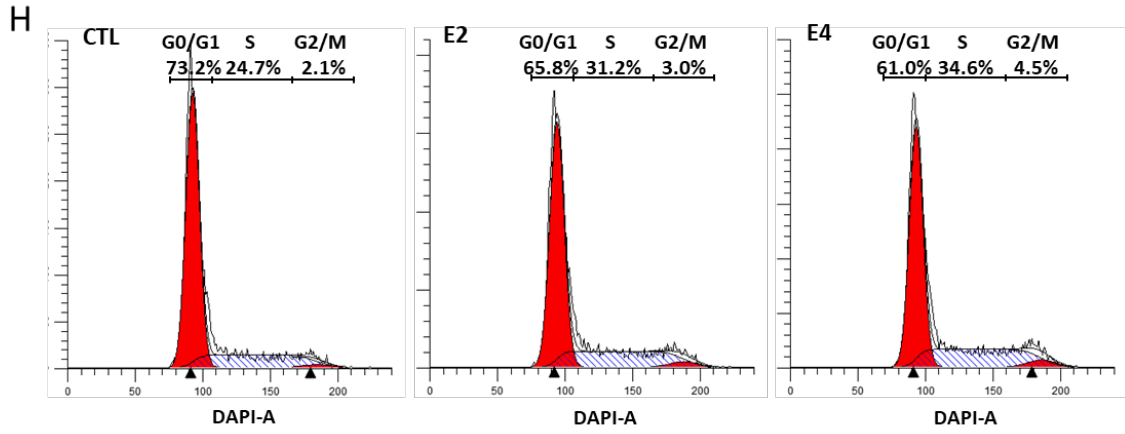 H
CTL
G0/G1 S G2/M
73.2% 24.7% 2.1%
0 50 100 150 200
DAPI-A
E2
G0/G1 S G2/M
65.8% 31.2% 3.0%
0 50 100 150 200
DAPI-A
E4
G0/G1 S G2/M
61.0% 34.6% 4.5%
0 50 100 150 200
DAPI-A